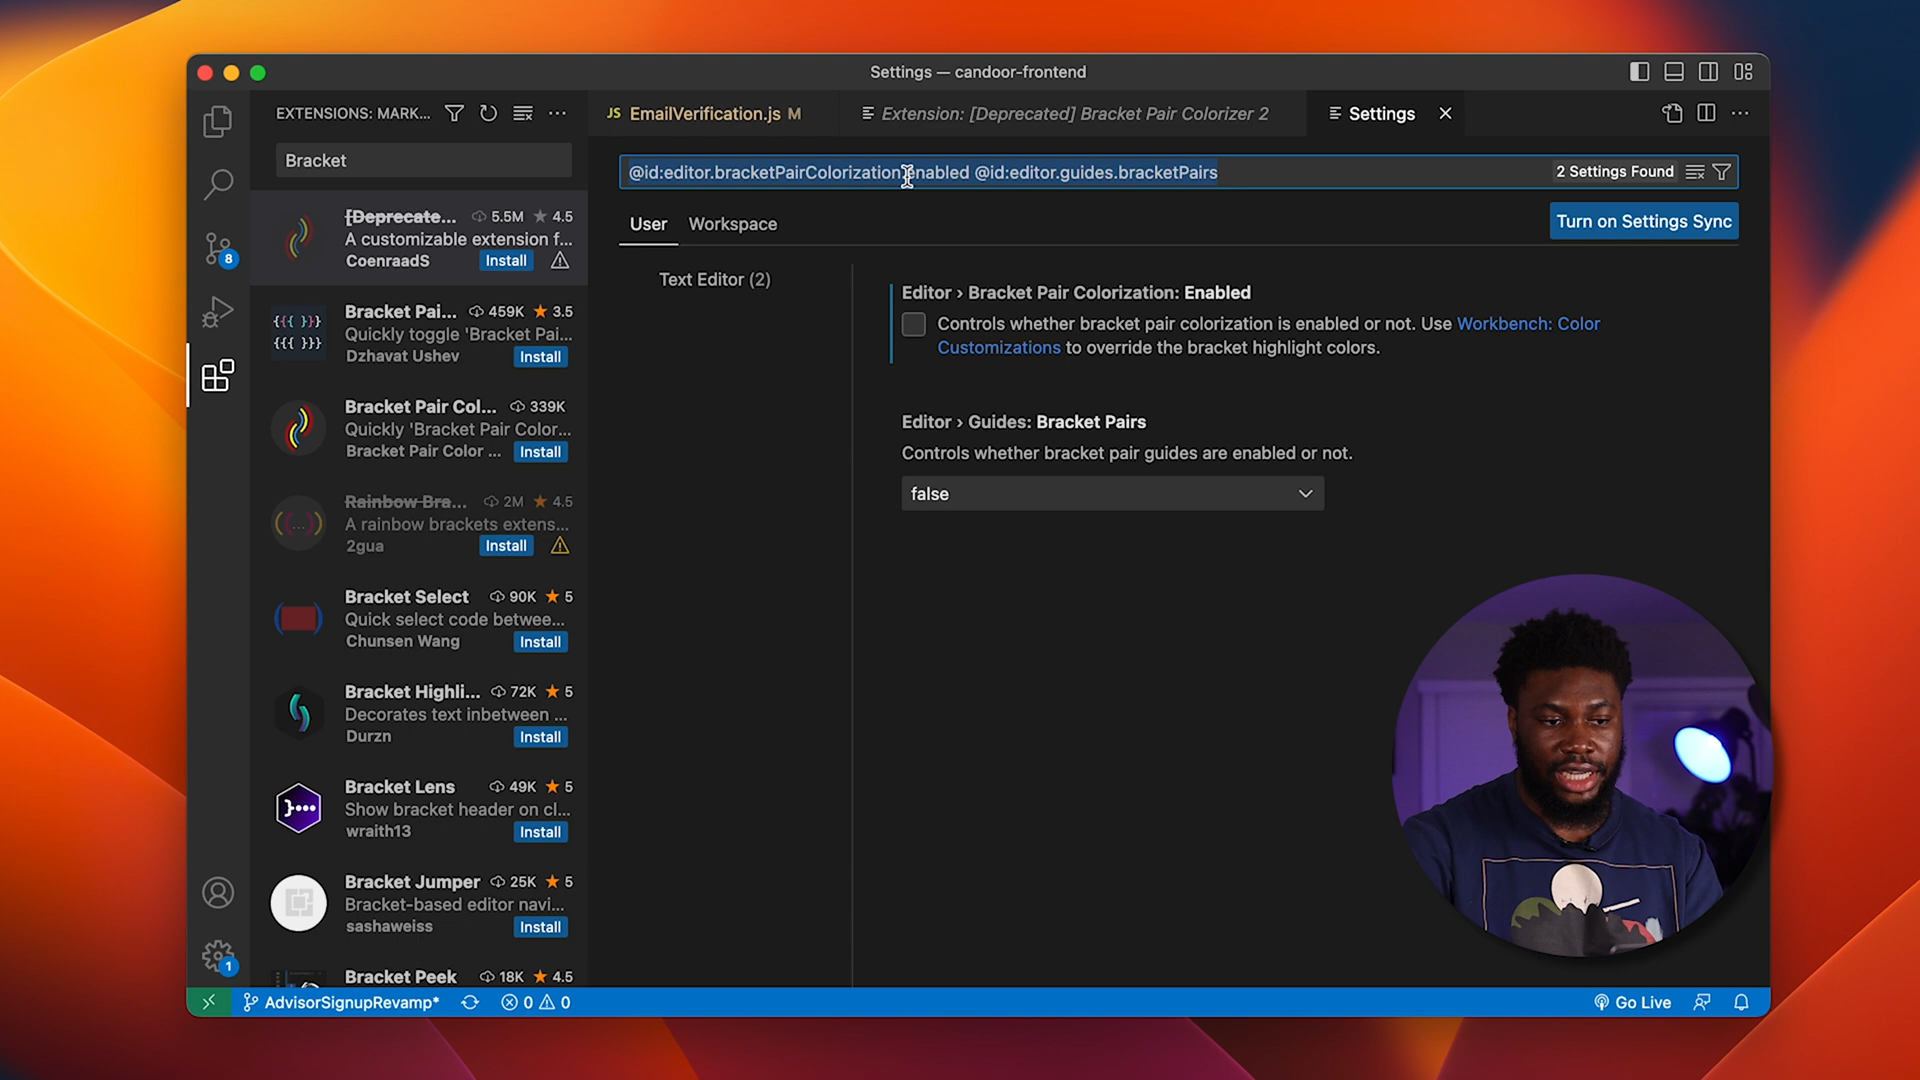 Settings — candoor-frontend
EXTENSIONS: MARK...
JS EmailVerification.js M
Extension: [Deprecated] Bracket Pair Colorizer 2
Settings
Bracket
@id:editor.bracketPairColorization.enabled @id:editor.guides.bracketPairs
2 Settings Found
User
Workspace
Turn on Settings Sync
Text Editor (2)
Editor › Bracket Pair Colorization: Enabled
Controls whether bracket pair colorization is enabled or not. Use Workbench: Color
Customizations to override the bracket highlight colors.
Editor › Guides: Bracket Pairs
Controls whether bracket pair guides are enabled or not.
false
[Deprecate... 5.5M ★ 4.5
A customizable extension f...
CoenraadS Install
{{{ }}}
{{{ }}}
Bracket Pai... 459K ★ 3.5
Quickly toggle 'Bracket Pai...
Dzhavat Ushev Install
Bracket Pair Col... 339K
Quickly 'Bracket Pair Color...
Bracket Pair Color ... Install
(...)
Rainbow Bra... 2M ★ 4.5
A rainbow brackets extens...
2gua Install
Bracket Select 90K ★ 5
Quick select code betwee...
Chunsen Wang Install
Bracket Highli... 72K ★ 5
Decorates text inbetween ...
Durzn Install
Bracket Lens 49K ★ 5
Show bracket header on cl...
wraith13 Install
Bracket Jumper 25K ★ 5
Bracket-based editor navi...
sashaweiss Install
Bracket Peek 18K ★ 4.5
8
1
AdvisorSignupRevamp*
0 0
Go Live